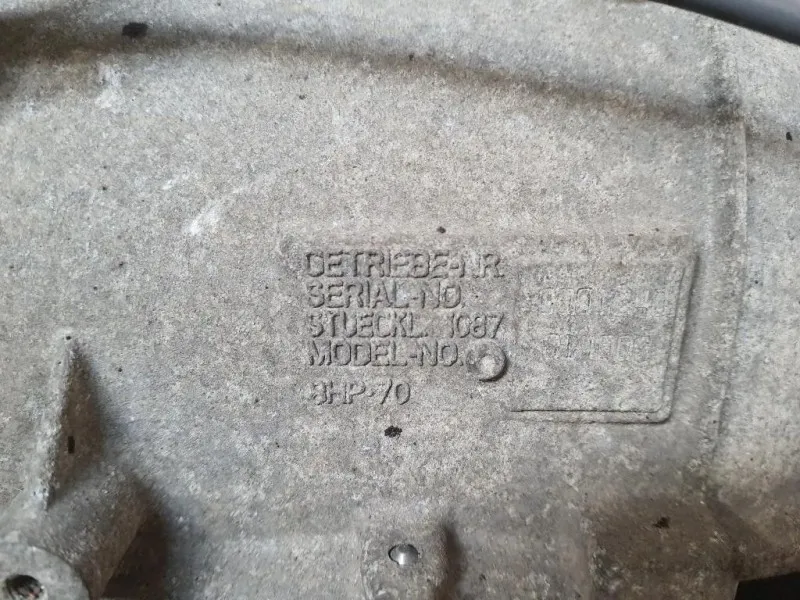 GETRIEBE-NR.
SERIAL-NO.
STUECKL. 1087
MODEL-NO.
8HP-70